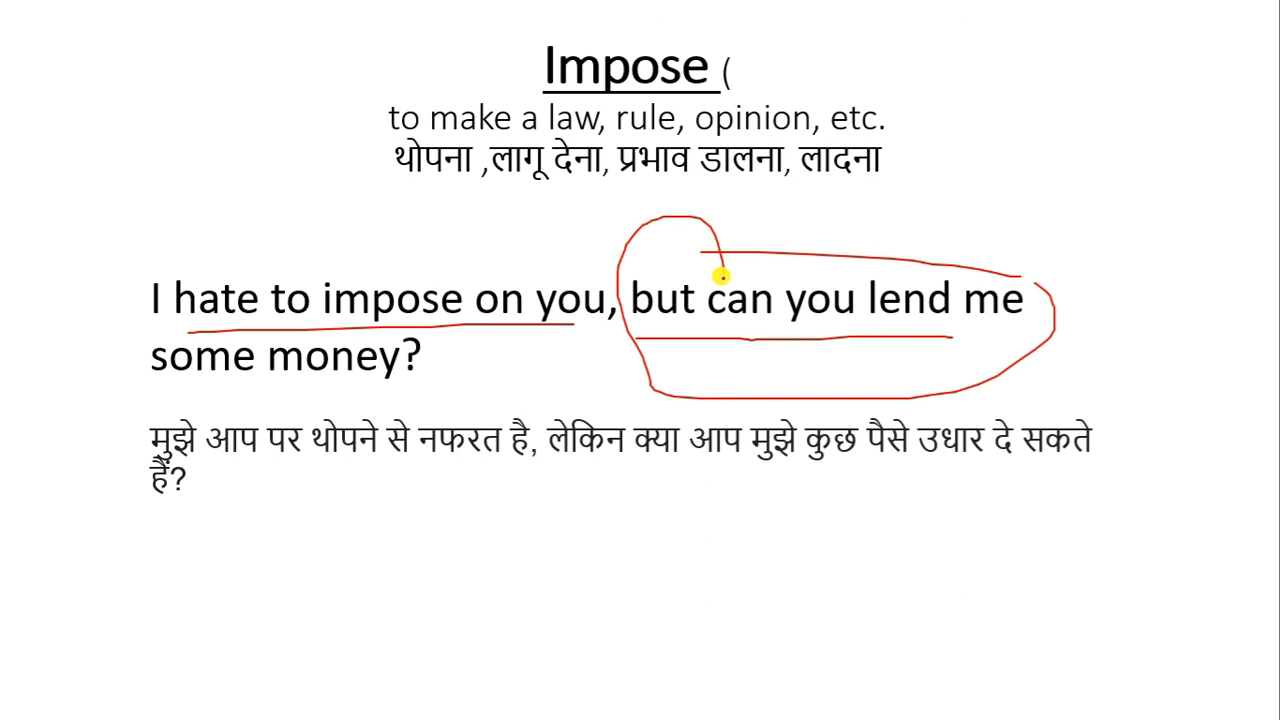 Impose (
to make a law, rule, opinion, etc.
थोपना ,लागू देना, प्रभाव डालना, लादना
I hate to impose on you, but can you lend me
some money?
मुझे आप पर थोपने से नफरत है, लेकिन क्या आप मुझे कुछ पैसे उधार दे सकते
हैं?